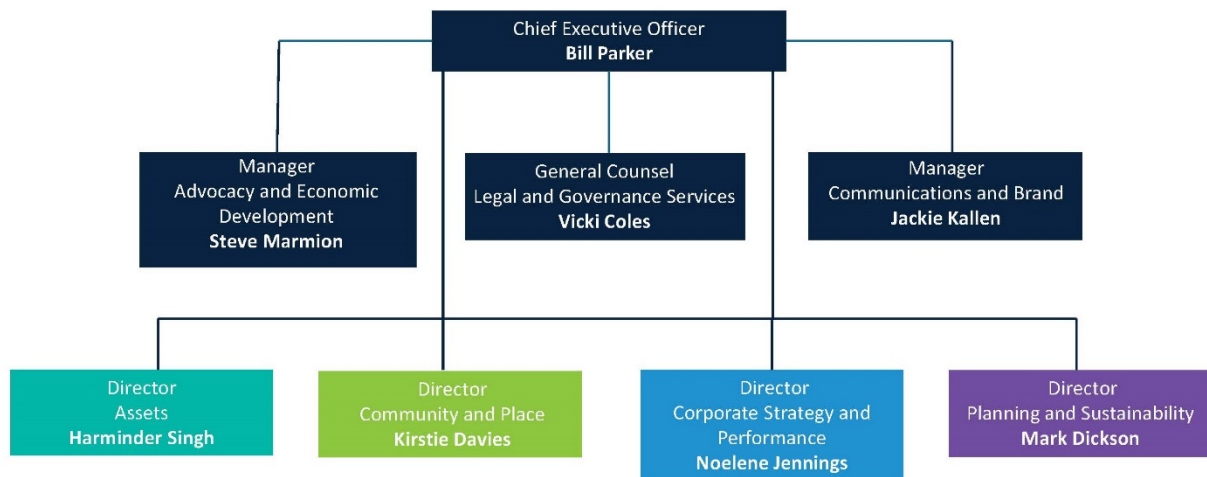 Chief Executive Officer
Bill Parker
Manager
Advocacy and Economic
Development
Steve Marmion
General Counsel
Legal and Governance Services
Vicki Coles
Manager
Communications and Brand
Jackie Kallen
Director
Assets
Harminder Singh
Director
Community and Place
Kirstie Davies
Director
Corporate Strategy and
Performance
Noelene Jennings
Director
Planning and Sustainability
Mark Dickson